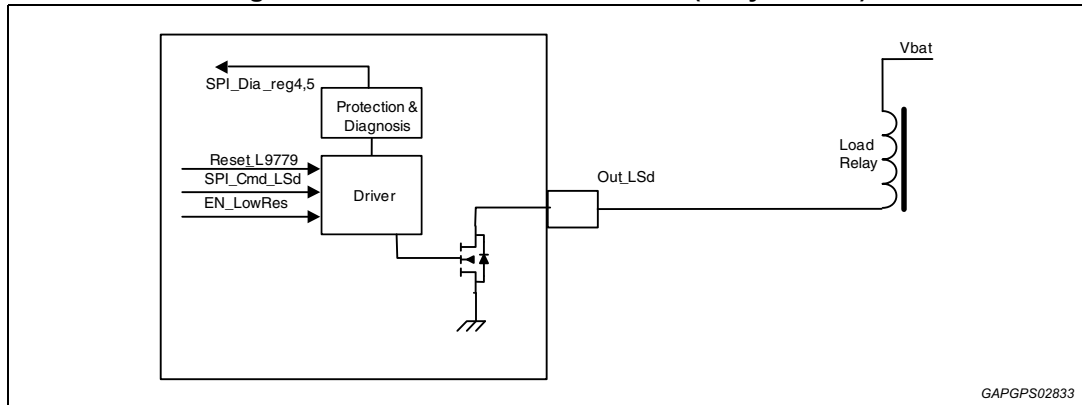 Vbat
SPI_Dia_reg4,5
Protection &
Diagnosis
Load
Relay
Reset_L9779
SPI_Cmd_LSd
EN_LowRes
Driver
Out_LSd
GAPGPS02833